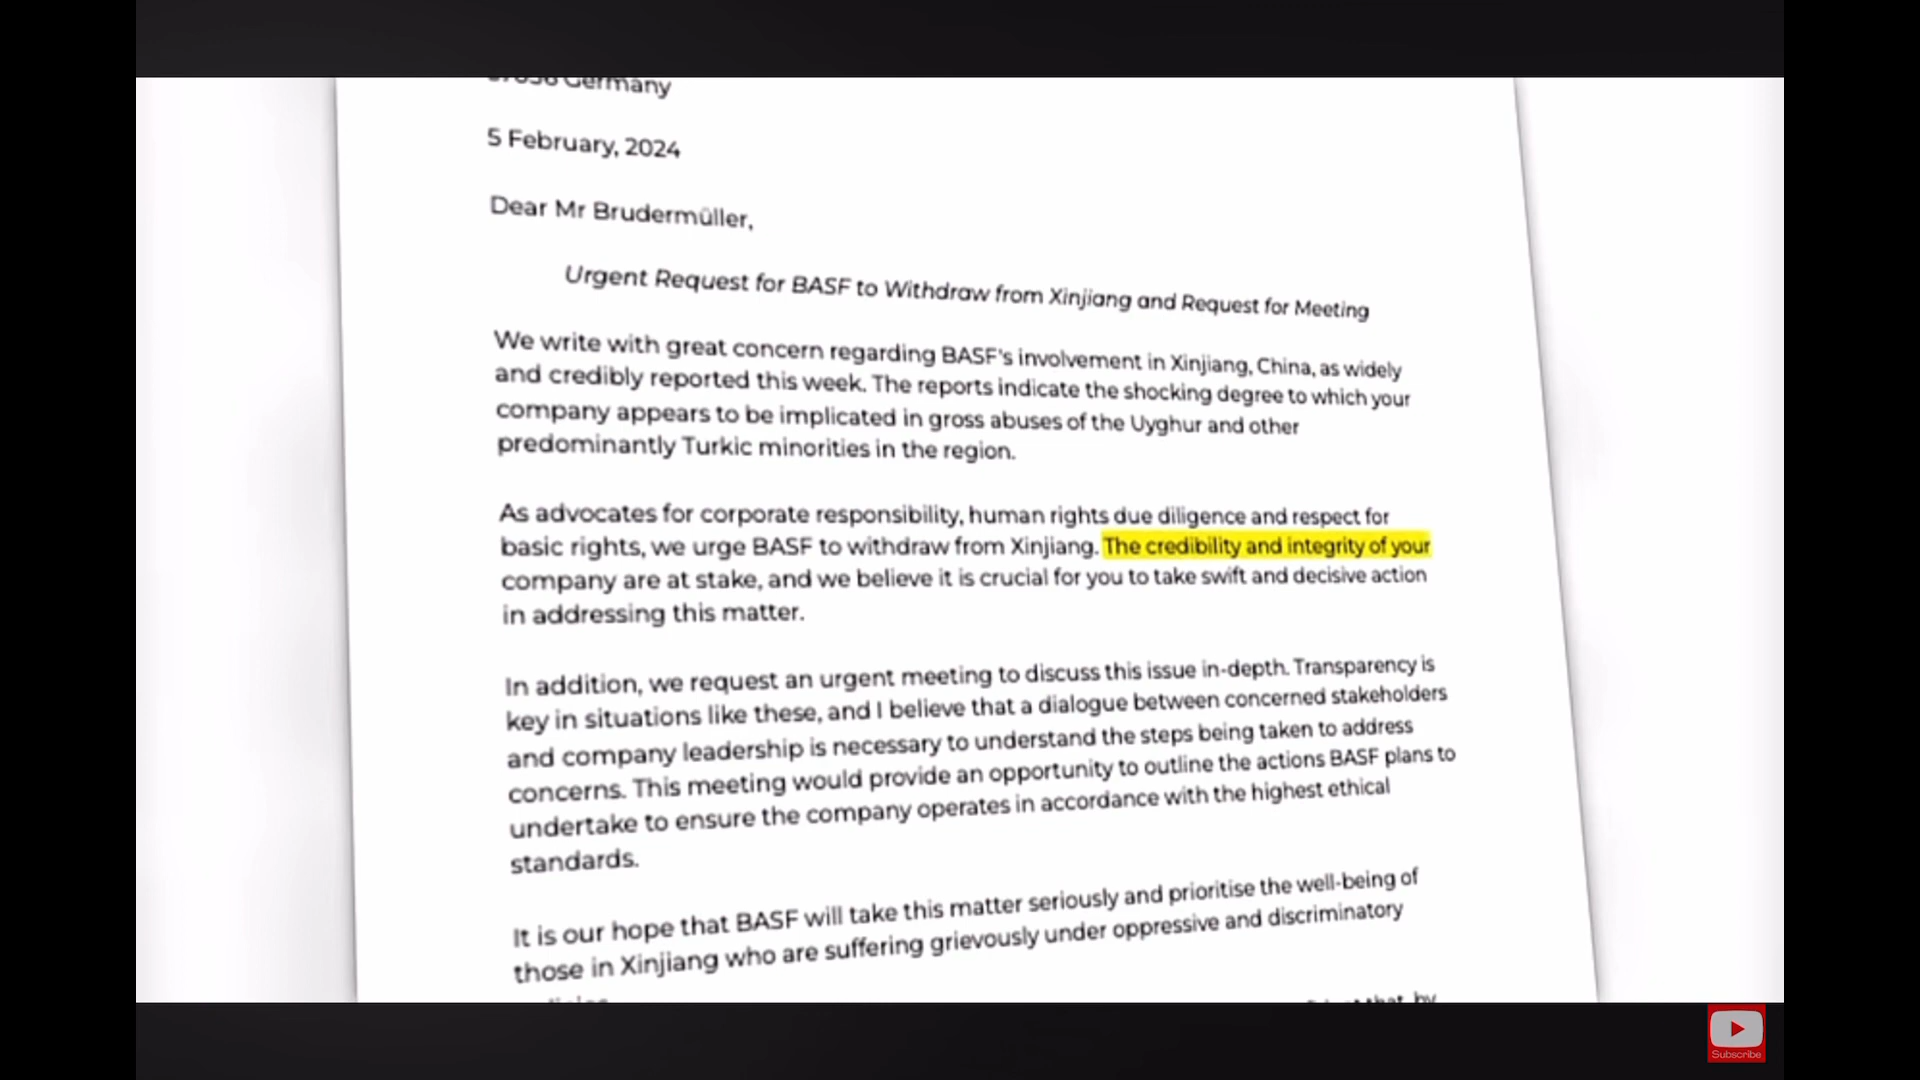 Germany
5 February, 2024
Dear Mr Brudermüller,
Urgent Request for BASF to Withdraw from Xinjiang and Request for Meeting
We write with great concern regarding BASF's involvement in Xinjiang, China, as widely
and credibly reported this week. The reports indicate the shocking degree to which your
company appears to be implicated in gross abuses of the Uyghur and other
predominantly Turkic minorities in the region.
As advocates for corporate responsibility, human rights due diligence and respect for
basic rights, we urge BASF to withdraw from Xinjiang. The credibility and integrity of your
company are at stake, and we believe it is crucial for you to take swift and decisive action
in addressing this matter.
In addition, we request an urgent meeting to discuss this issue in-depth. Transparency is
key in situations like these, and I believe that a dialogue between concerned stakeholders
and company leadership is necessary to understand the steps being taken to address
concerns. This meeting would provide an opportunity to outline the actions BASF plans to
undertake to ensure the company operates in accordance with the highest ethical
standards.
It is our hope that BASF will take this matter seriously and prioritise the well-being of
those in Xinjiang who are suffering grievously under oppressive and discriminatory
that, by
Subscribe